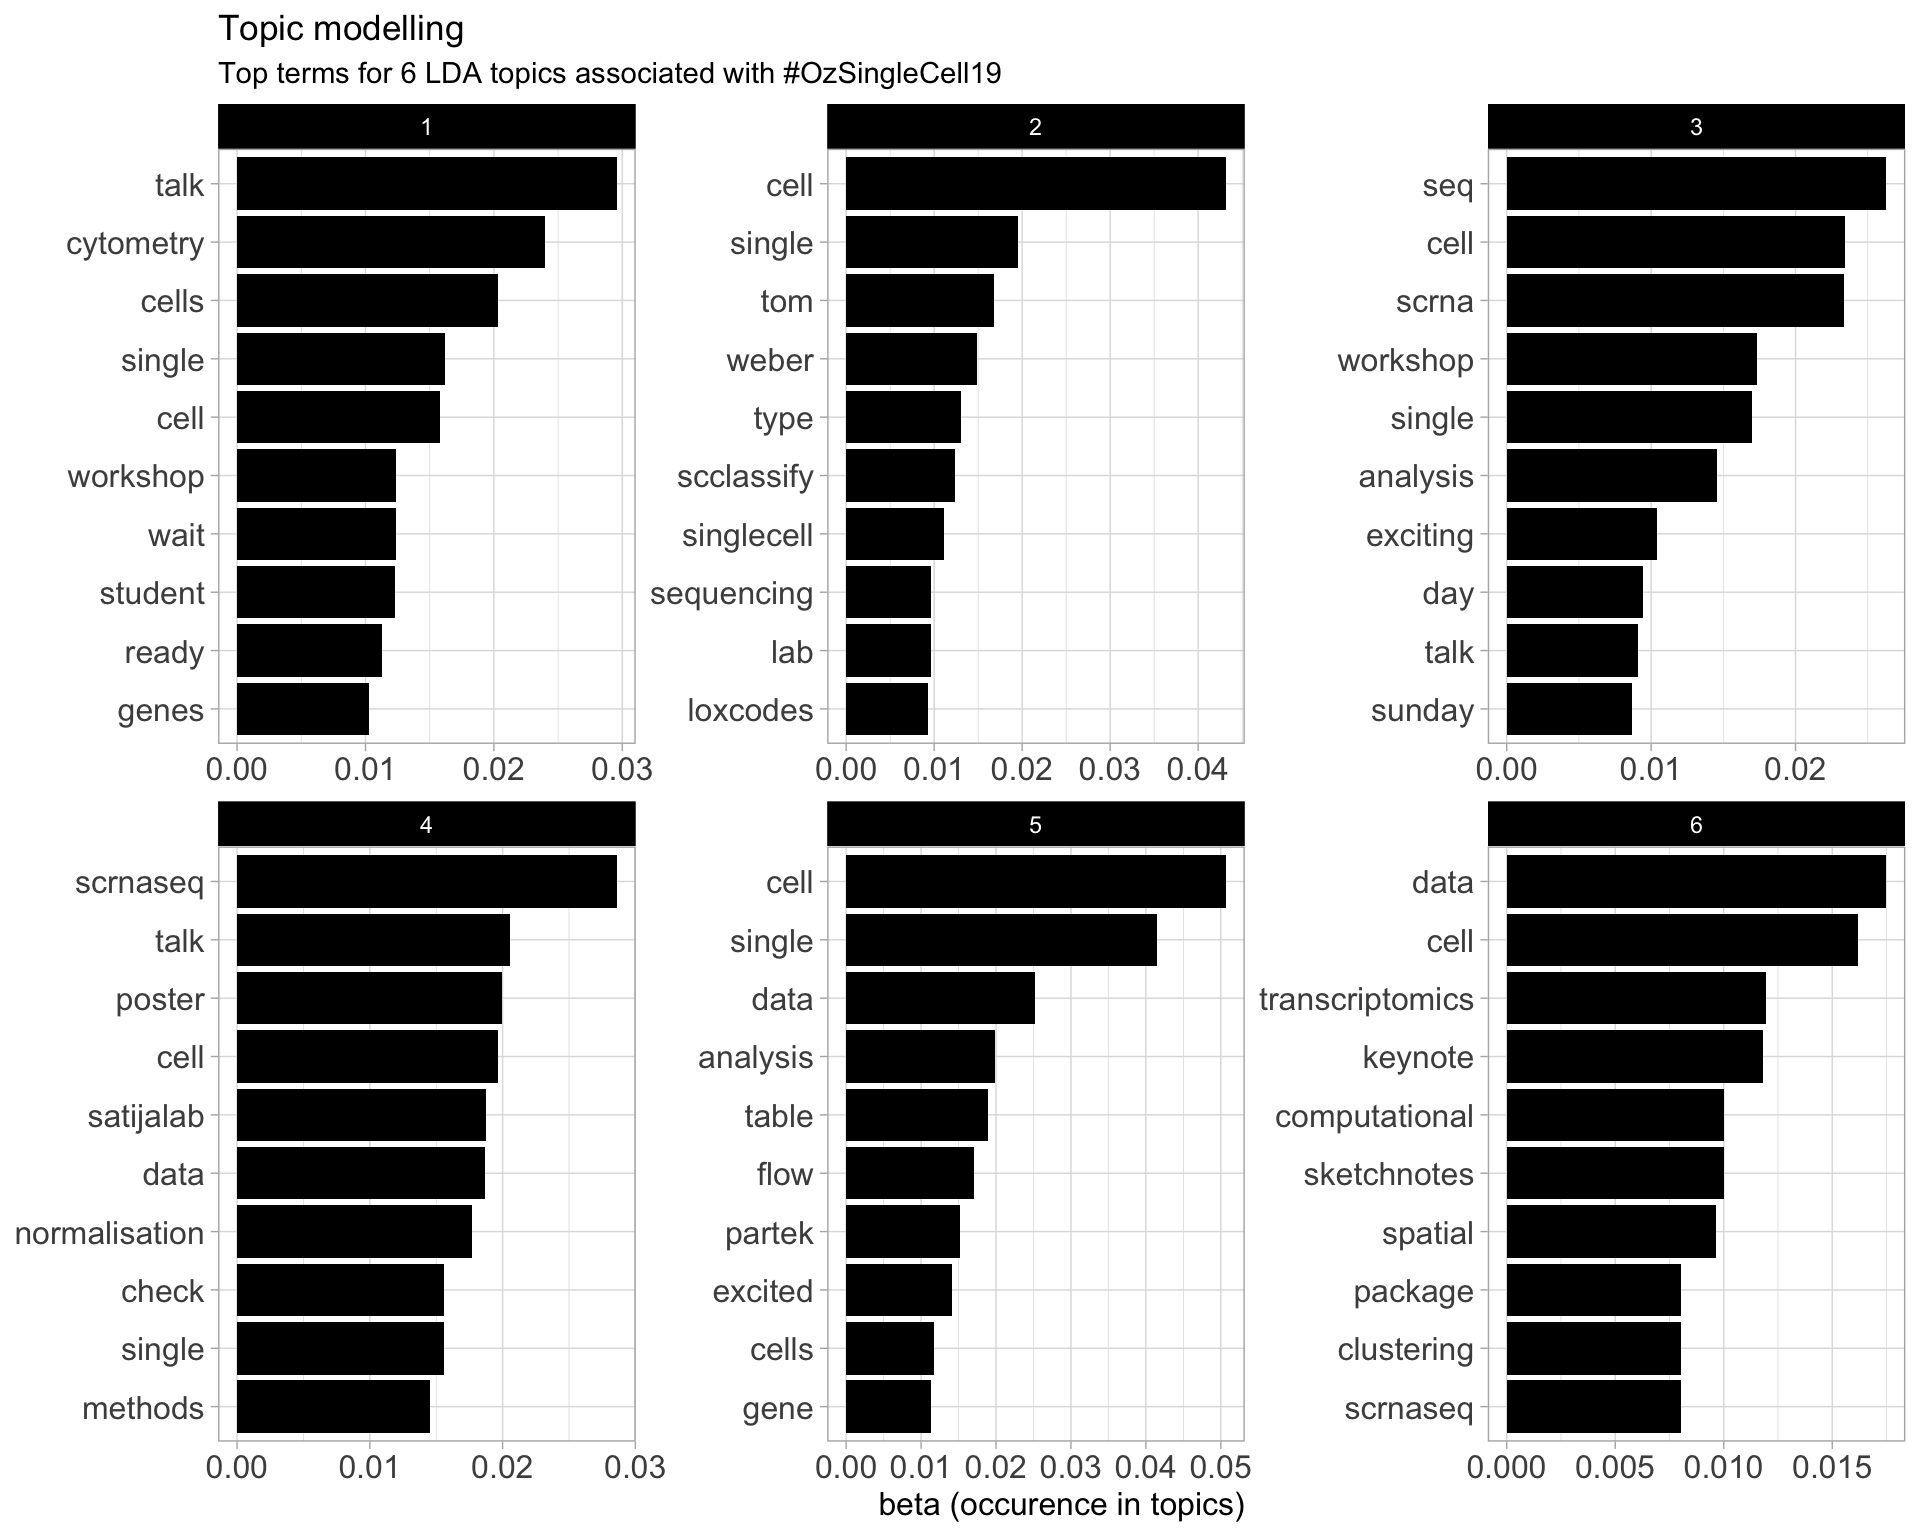 Topic modelling
Top terms for 6 LDA topics associated with #OzSingleCell19
1
talk
cytometry
cells
single
cell
workshop
wait
student
ready
genes
0.00 0.01 0.02 0.03
2
cell
single
tom
weber
type
scclassify
singlecell
sequencing
lab
loxcodes
0.00 0.01 0.02 0.03 0.04
3
seq
cell
scrna
workshop
single
analysis
exciting
day
talk
sunday
0.00 0.01 0.02
4
scrnaseq
talk
poster
cell
satijalab
data
normalisation
check
single
methods
0.00 0.01 0.02 0.03
5
cell
single
data
analysis
table
flow
partek
excited
cells
gene
0.00 0.01 0.02 0.03 0.04 0.05
6
data
cell
transcriptomics
keynote
computational
sketchnotes
spatial
package
clustering
scrnaseq
0.000 0.005 0.010 0.015
beta (occurence in topics)